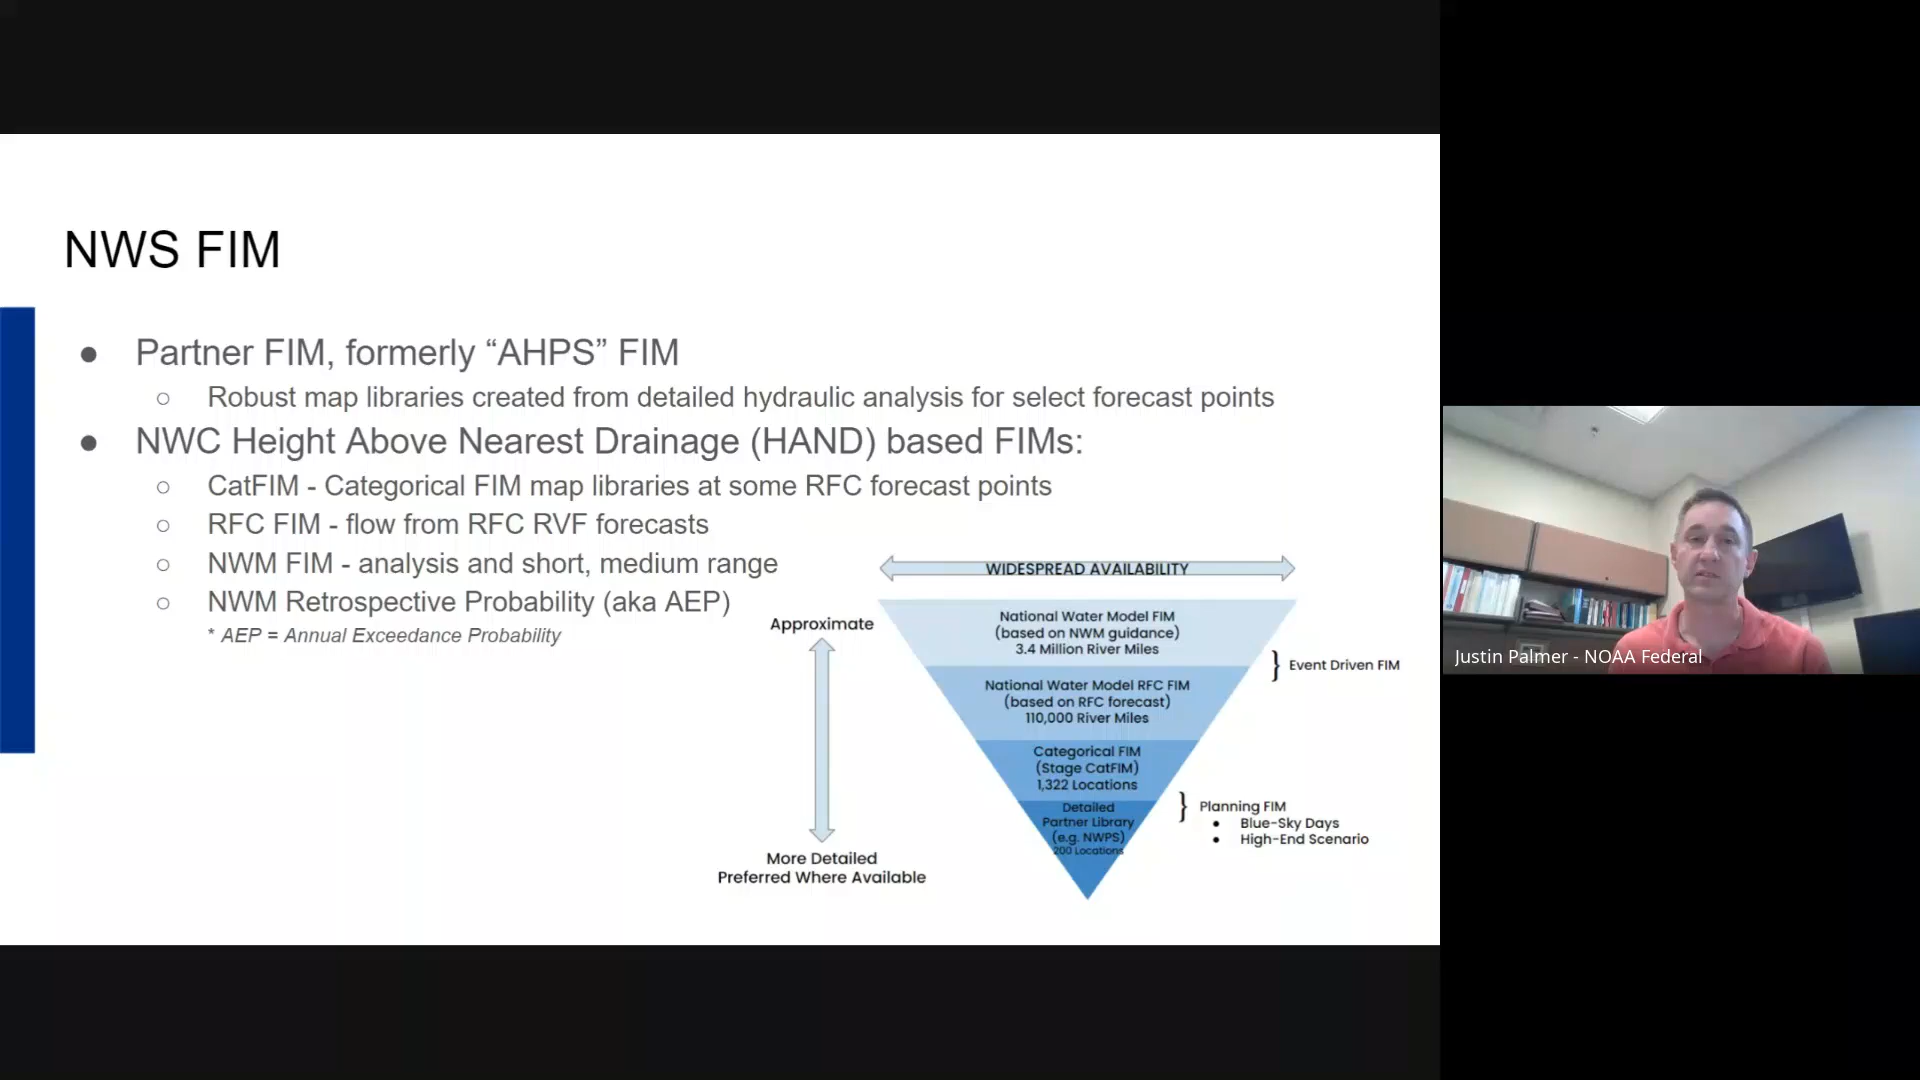 NWS FIM
● Partner FIM, formerly “AHPS” FIM
○ Robust map libraries created from detailed hydraulic analysis for select forecast points
● NWC Height Above Nearest Drainage (HAND) based FIMs:
○ CatFIM - Categorical FIM map libraries at some RFC forecast points
○ RFC FIM - flow from RFC RVF forecasts
○ NWM FIM - analysis and short, medium range
○ NWM Retrospective Probability (aka AEP)
* AEP = Annual Exceedance Probability
WIDESPREAD AVAILABILITY
Approximate
More Detailed
Preferred Where Available
National Water Model FIM
(based on NWM guidance)
3.4 Million River Miles
National Water Model RFC FIM
(based on RFC forecast)
110,000 River Miles
Categorical FIM
(Stage CatFIM)
1,322 Locations
Detailed
Partner Library
(e.g. NWPS)
200 Locations
} Event Driven FIM
} Planning FIM
● Blue-Sky Days
● High-End Scenario
Justin Palmer - NOAA Federal